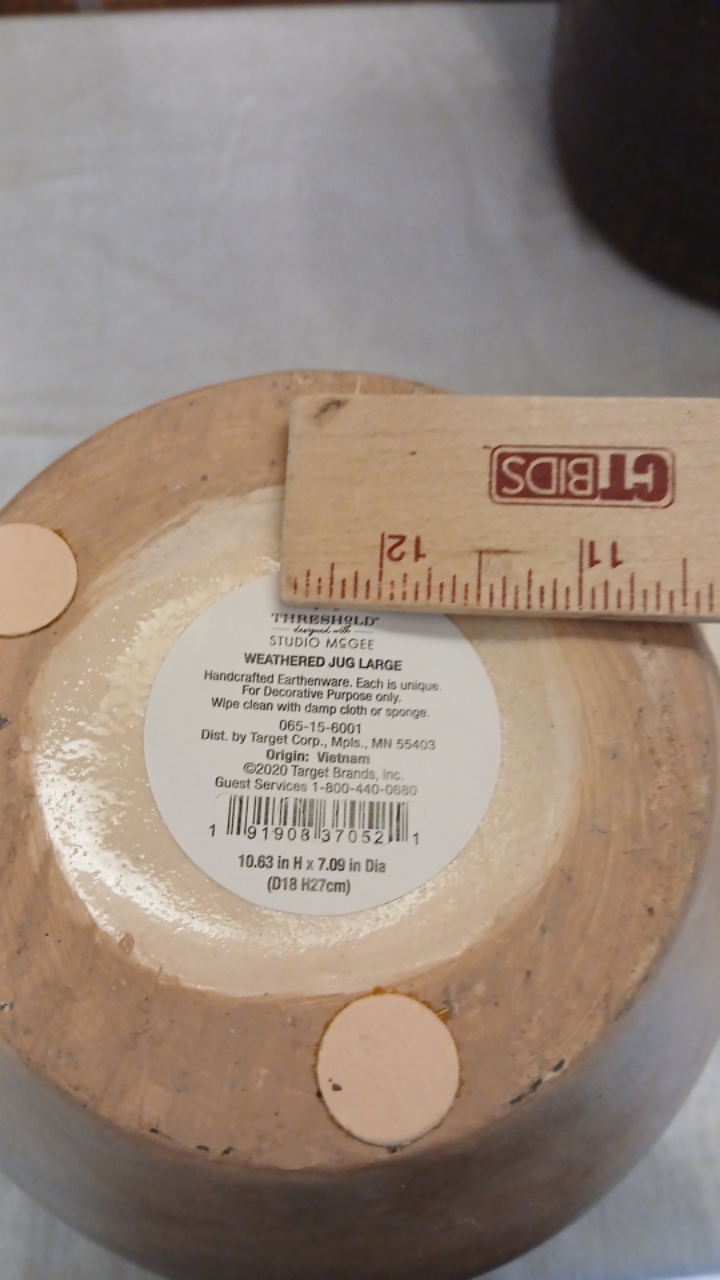 CTBIDS
12 11
THRESHOLD
designed with
STUDIO McGEE
WEATHERED JUG LARGE
Handcrafted Earthenware. Each is unique.
For Decorative Purpose only.
Wipe clean with damp cloth or sponge.
065-15-6001
Dist. by Target Corp., Mpls., MN 55403
Origin: Vietnam
©2020 Target Brands, Inc.
Guest Services 1-800-440-0680
1 91908 37052 1
10.63 in H x 7.09 in Dia
(D18 H27cm)